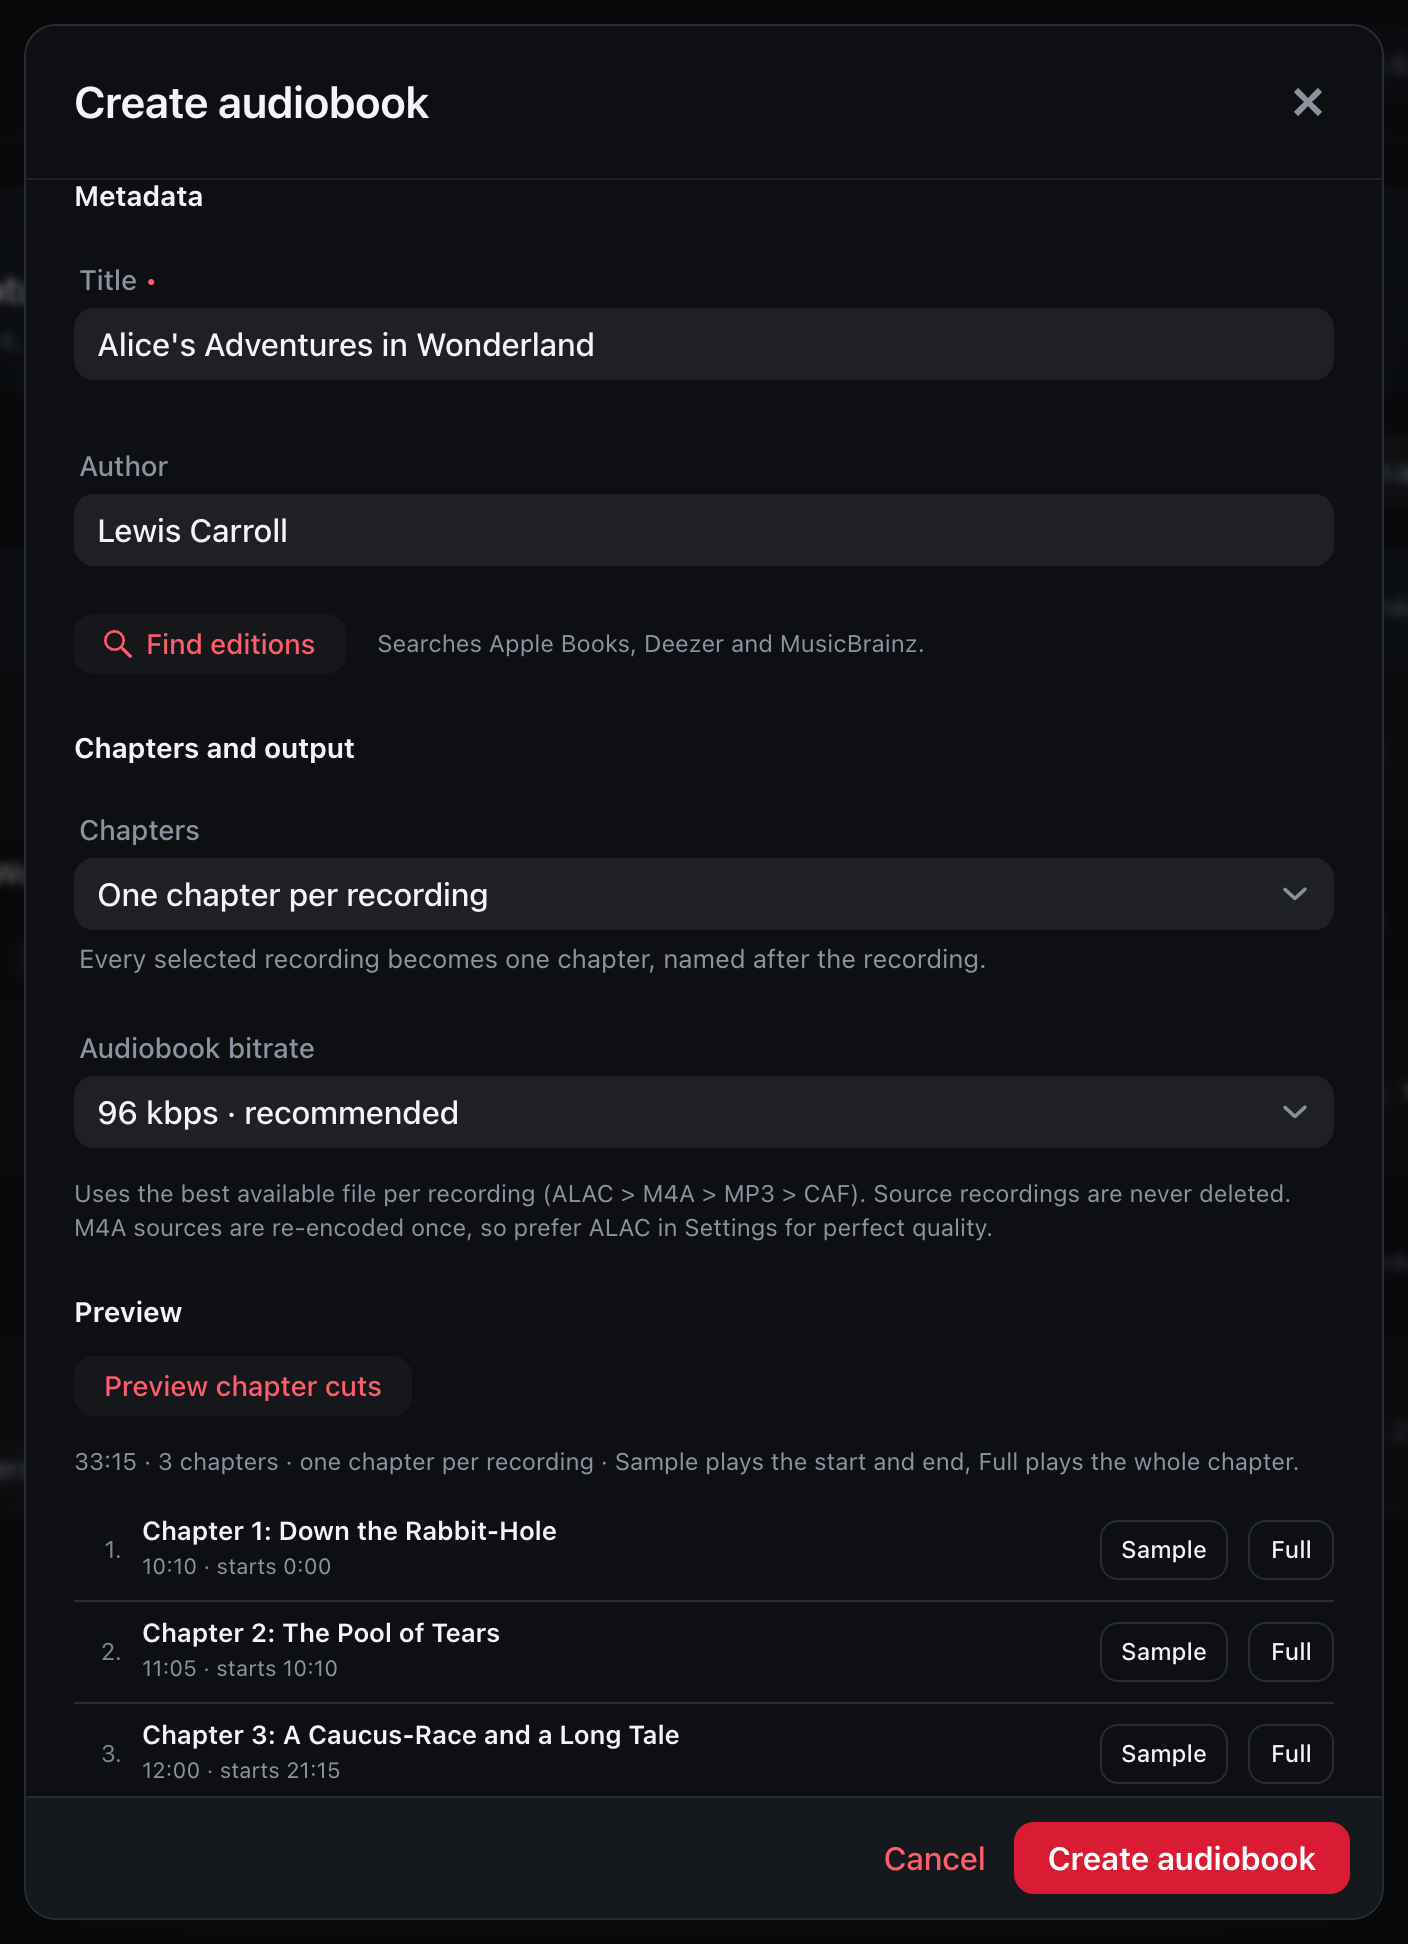 Create audiobook
Metadata
Title
Alice's Adventures in Wonderland
Author
Lewis Carroll
Find editions
Searches Apple Books, Deezer and MusicBrainz.
Chapters and output
Chapters
One chapter per recording
Every selected recording becomes one chapter, named after the recording.
Audiobook bitrate
96 kbps · recommended
Uses the best available file per recording (ALAC > M4A > MP3 > CAF). Source recordings are never deleted.
M4A sources are re-encoded once, so prefer ALAC in Settings for perfect quality.
Preview
Preview chapter cuts
33:15 · 3 chapters · one chapter per recording · Sample plays the start and end, Full plays the whole chapter.
1. Chapter 1: Down the Rabbit-Hole
10:10 · starts 0:00
Sample Full
2. Chapter 2: The Pool of Tears
11:05 · starts 10:10
Sample Full
3. Chapter 3: A Caucus-Race and a Long Tale
12:00 · starts 21:15
Sample Full
Cancel Create audiobook